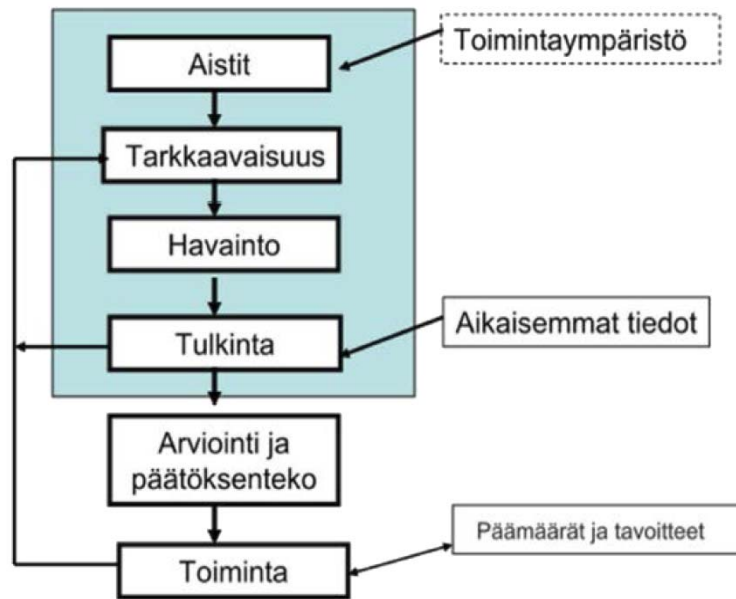 Toimintaympäristö
Aistit
Tarkkaavaisuus
Havainto
Aikaisemmat tiedot
Tulkinta
Arviointi ja
päätöksenteko
Päämäärät ja tavoitteet
Toiminta